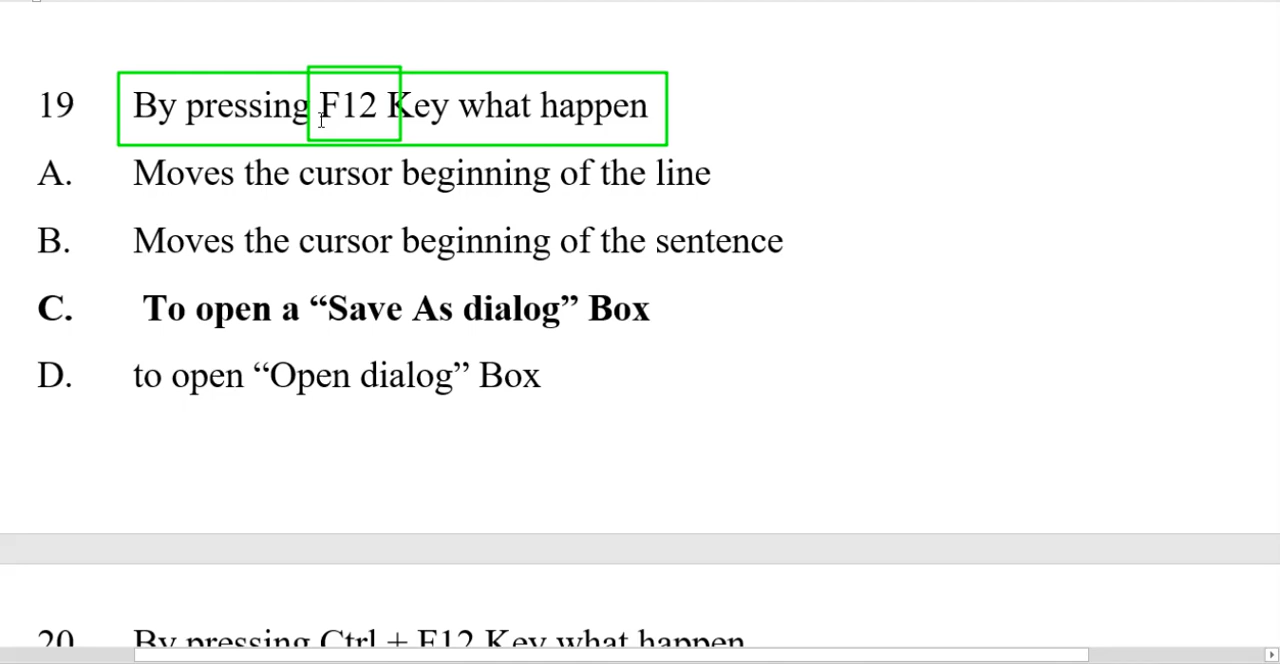 19 By pressing F12 Key what happen
A. Moves the cursor beginning of the line
B. Moves the cursor beginning of the sentence
C. To open a “Save As dialog” Box
D. to open “Open dialog” Box
20 By pressing Ctrl + F12 Key what happen